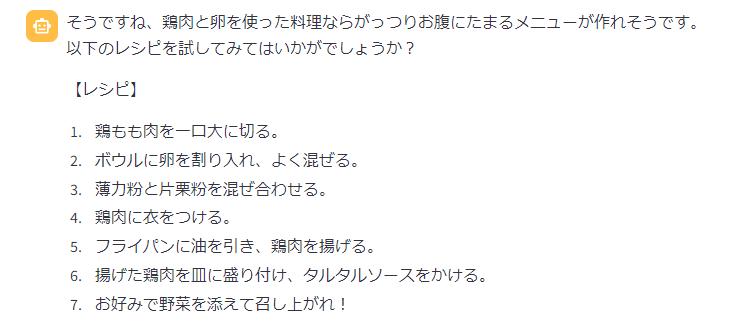 そうですね、鶏肉と卵を使った料理ならがっつりお腹にたまるメニューが作れそうです。
以下のレシピを試してみてはいかがでしょうか？
【レシピ】
1. 鶏もも肉を一口大に切る。
2. ボウルに卵を割り入れ、よく混ぜる。
3. 薄力粉と片栗粉を混ぜ合わせる。
4. 鶏肉に衣をつける。
5. フライパンに油を引き、鶏肉を揚げる。
6. 揚げた鶏肉を皿に盛り付け、タルタルソースをかける。
7. お好みで野菜を添えて召し上がれ！